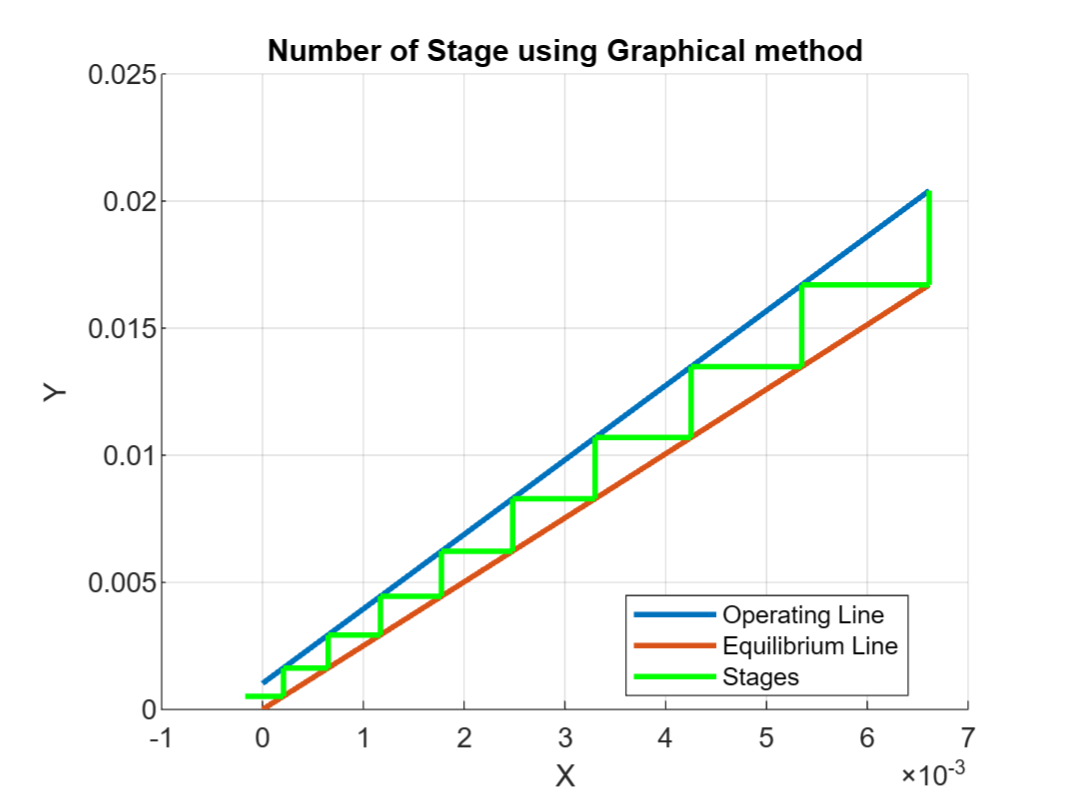 Number of Stage using Graphical method
0.025
0.02
0.015
0.01
0.005
0
Y
-1 0 1 2 3 4 5 6 7
X
×10-3
Operating Line
Equilibrium Line
Stages